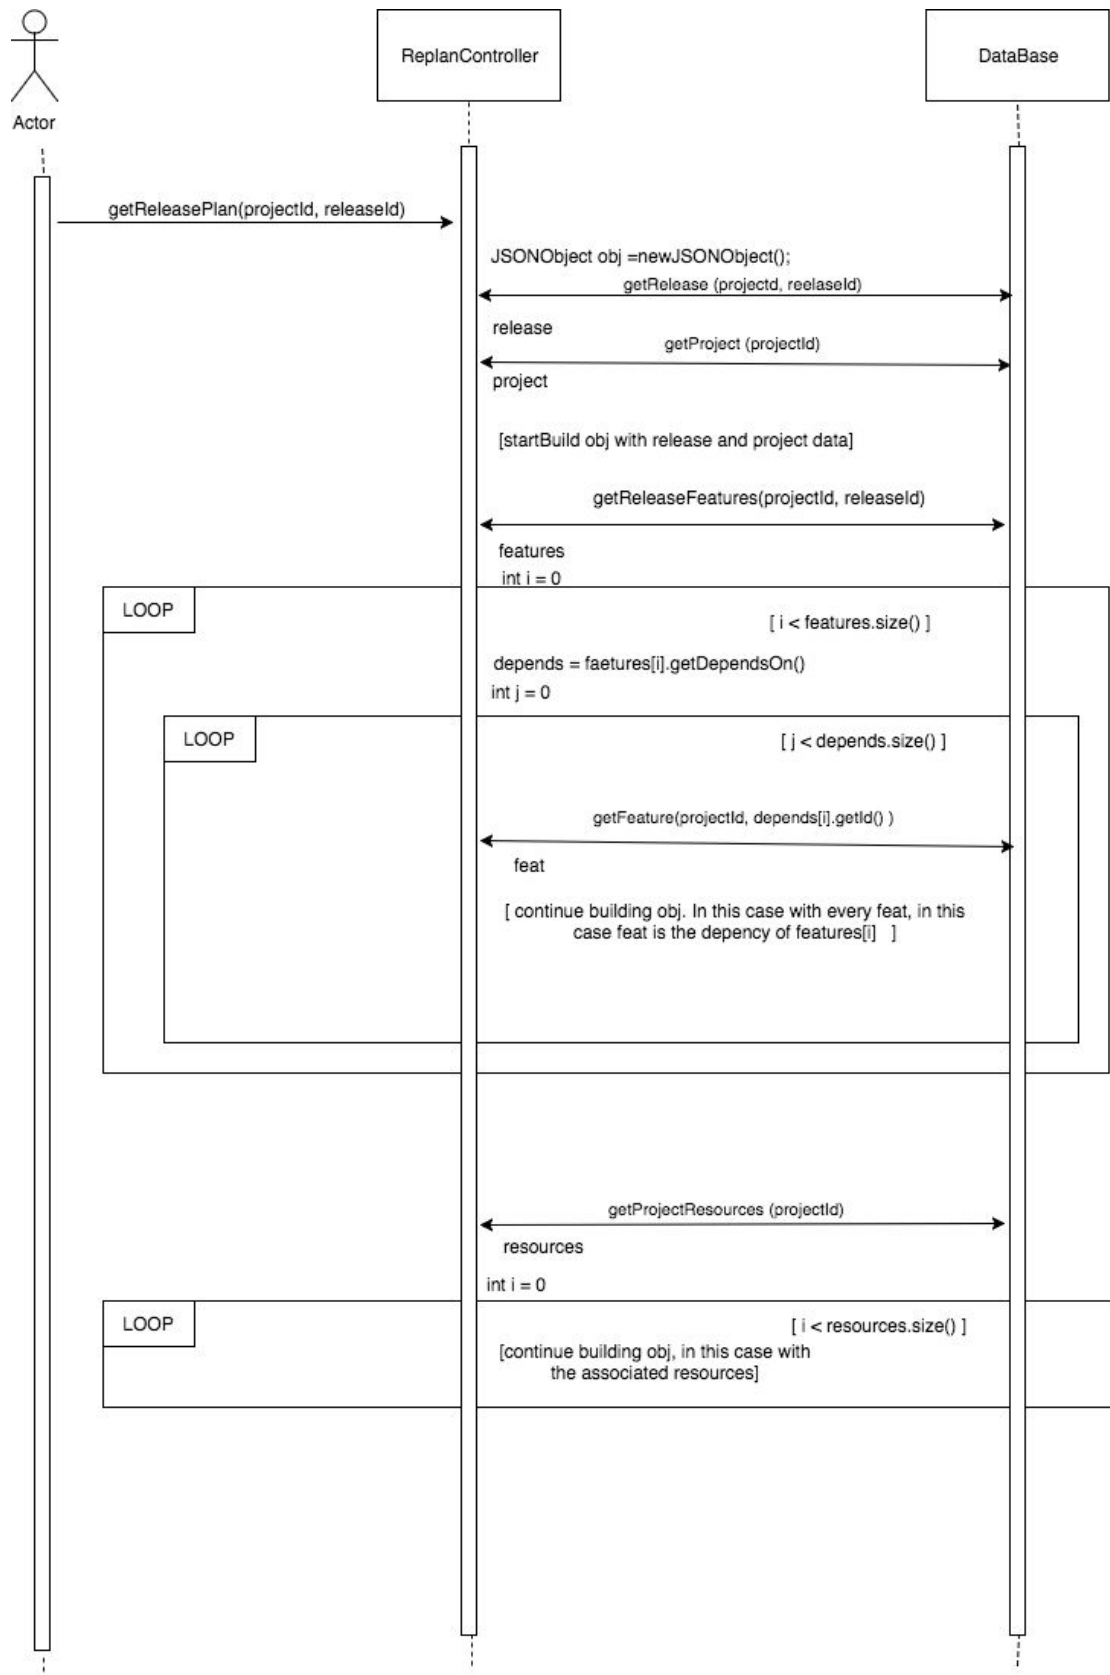 ReplanController
DataBase
Actor
getReleasePlan(projectId, releaseId)
JSONObject obj =newJSONObject();
getRelease (projectd, reelaseId)
release
getProject (projectId)
project
[startBuild obj with release and project data]
getReleaseFeatures(projectId, releaseId)
features
int i = 0
LOOP
[ i < features.size() ]
depends = faetures[i].getDependsOn()
int j = 0
LOOP
[ j < depends.size() ]
getFeature(projectId, depends[i].getId() )
feat
[ continue building obj. In this case with every feat, in this
case feat is the depency of features[i] ]
getProjectResources (projectId)
resources
int i = 0
LOOP
[ i < resources.size() ]
[continue building obj, in this case with
the associated resources]